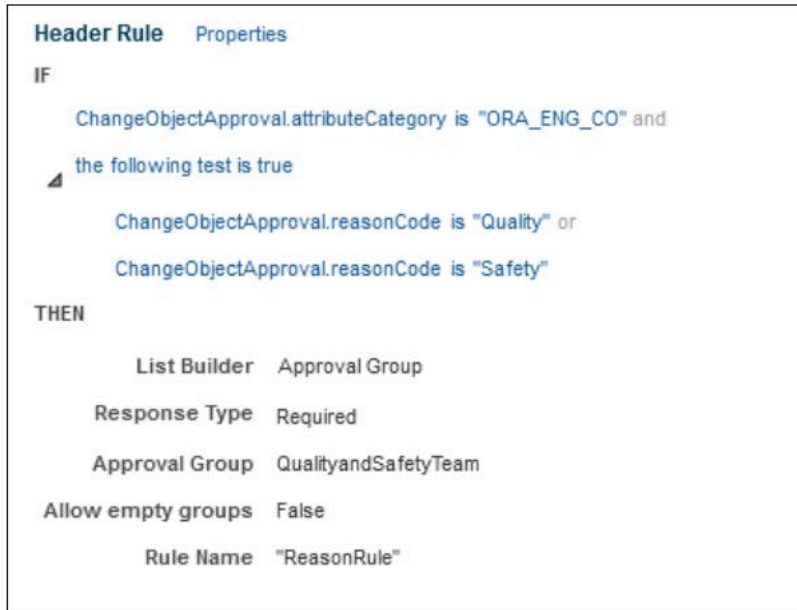 Header Rule Properties
IF
ChangeObjectApproval.attributeCategory is "ORA_ENG_CO" and
the following test is true
ChangeObjectApproval.reasonCode is "Quality" or
ChangeObjectApproval.reasonCode is "Safety"
THEN
List Builder Approval Group
Response Type Required
Approval Group QualityandSafetyTeam
Allow empty groups False
Rule Name "ReasonRule"